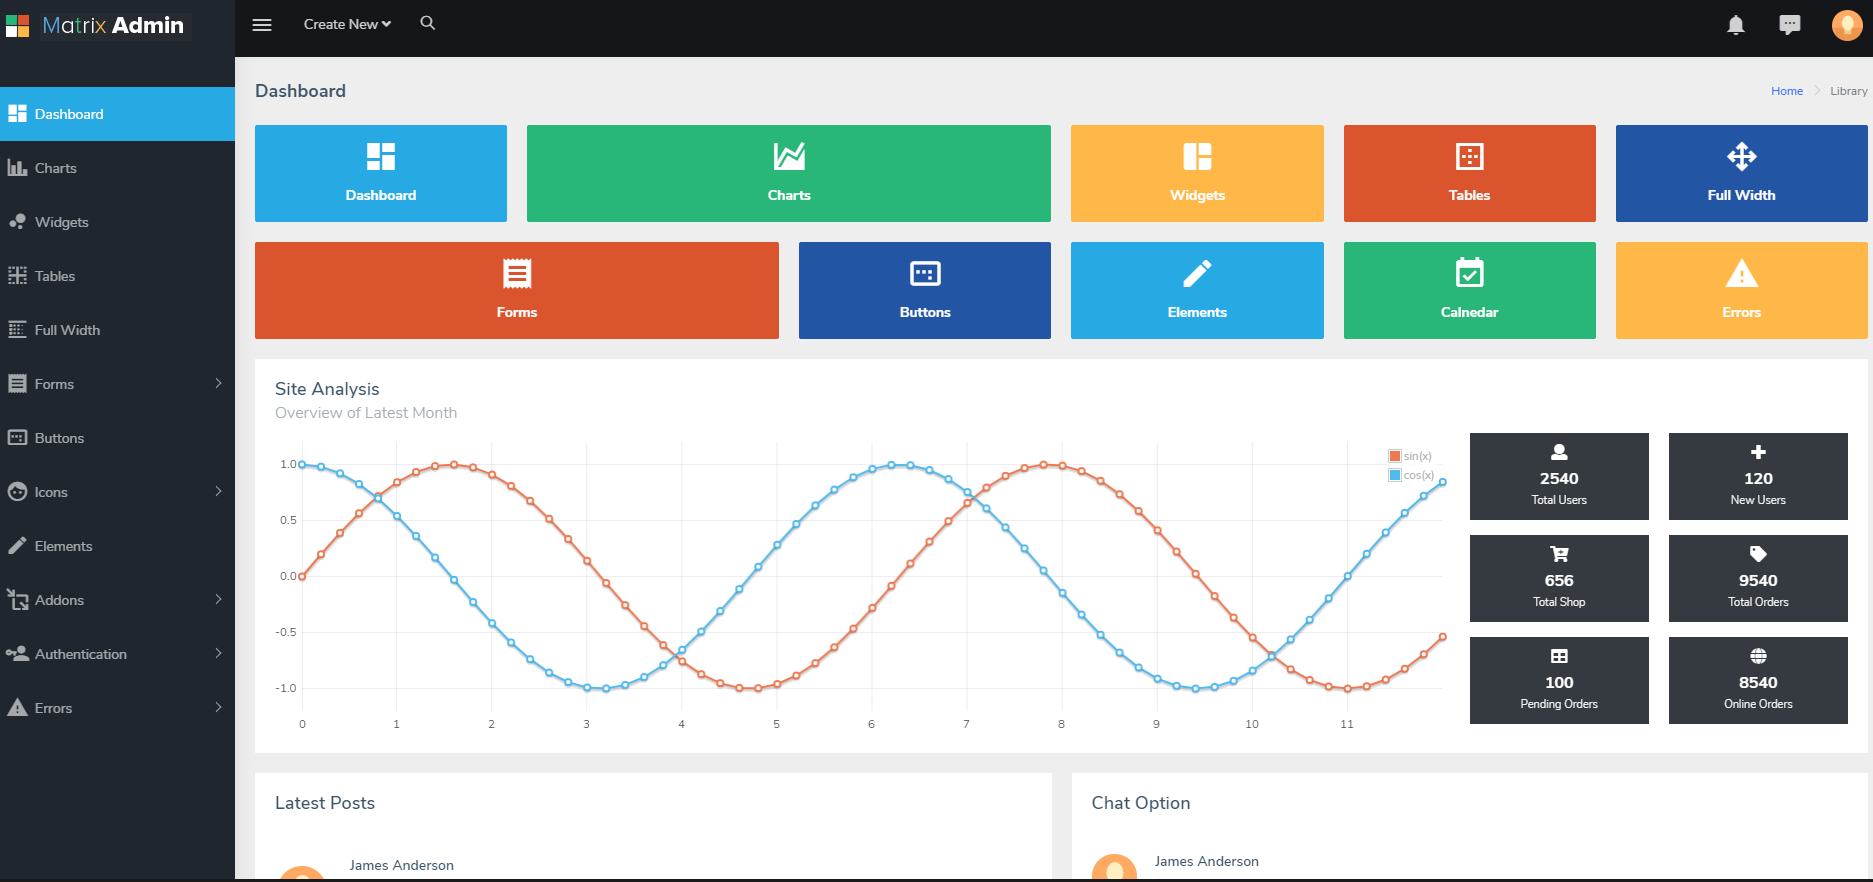 Matrix Admin
Create New
Dashboard
Charts
Widgets
Tables
Full Width
Forms
Buttons
Icons
Elements
Addons
Authentication
Errors
Dashboard
Home
Library
Dashboard
Charts
Widgets
Tables
Full Width
Forms
Buttons
Elements
Calnedar
Errors
Site Analysis
Overview of Latest Month
1.0
0.5
0.0
-0.5
-1.0
0 1 2 3 4 5 6 7 8 9 10 11
sin(x)
cos(x)
2540
Total Users
120
New Users
656
Total Shop
9540
Total Orders
100
Pending Orders
8540
Online Orders
Latest Posts
James Anderson
Chat Option
James Anderson